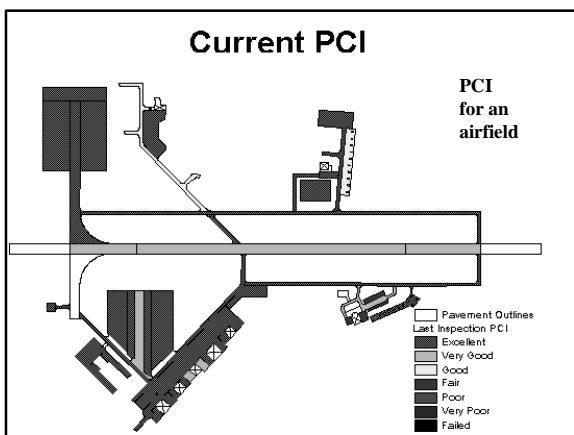 Current PCI
PCI
for an
airfield
Pavement Outlines
Last Inspection PCI
Excellent
Very Good
Good
Fair
Poor
Very Poor
Failed